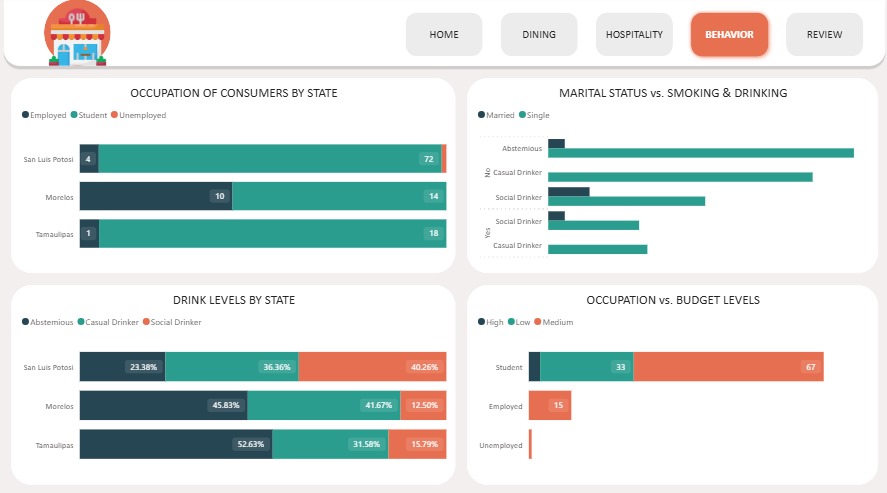 HOME
DINING
HOSPITALITY
BEHAVIOR
REVIEW
OCCUPATION OF CONSUMERS BY STATE
Employed Student Unemployed
San Luis Potosi 4 72
Morelos 10 14
Tamaulipas 1 18
MARITAL STATUS vs. SMOKING & DRINKING
Married Single
No
Abstemious
Casual Drinker
Social Drinker
Yes
Social Drinker
Casual Drinker
DRINK LEVELS BY STATE
Abstemious Casual Drinker Social Drinker
San Luis Potosi 23.38% 36.36% 40.26%
Morelos 45.83% 41.67% 12.50%
Tamaulipas 52.63% 31.58% 15.79%
OCCUPATION vs. BUDGET LEVELS
High Low Medium
Student 33 67
Employed 15
Unemployed